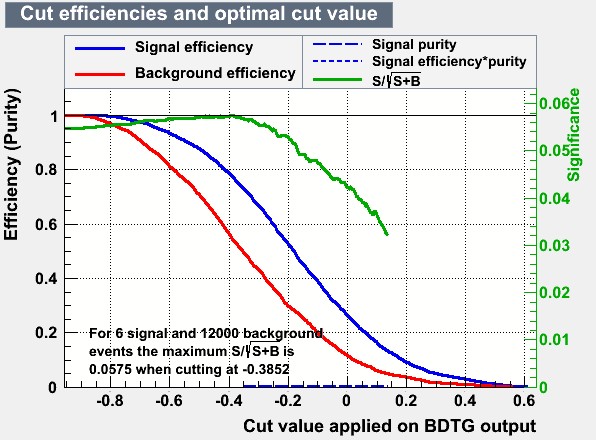 Cut efficiencies and optimal cut value
Signal efficiency
Background efficiency
Signal purity
Signal efficiency*purity
S/√S+B
Efficiency (Purity)
1
0.8
0.6
0.4
0.2
0
0.06
0.05
0.04
0.03
0.02
0.01
0
Significance
For 6 signal and 12000 background
events the maximum S/√S+B is
0.0575 when cutting at -0.3852
-0.8 -0.6 -0.4 -0.2 0 0.2 0.4 0.6
Cut value applied on BDTG output